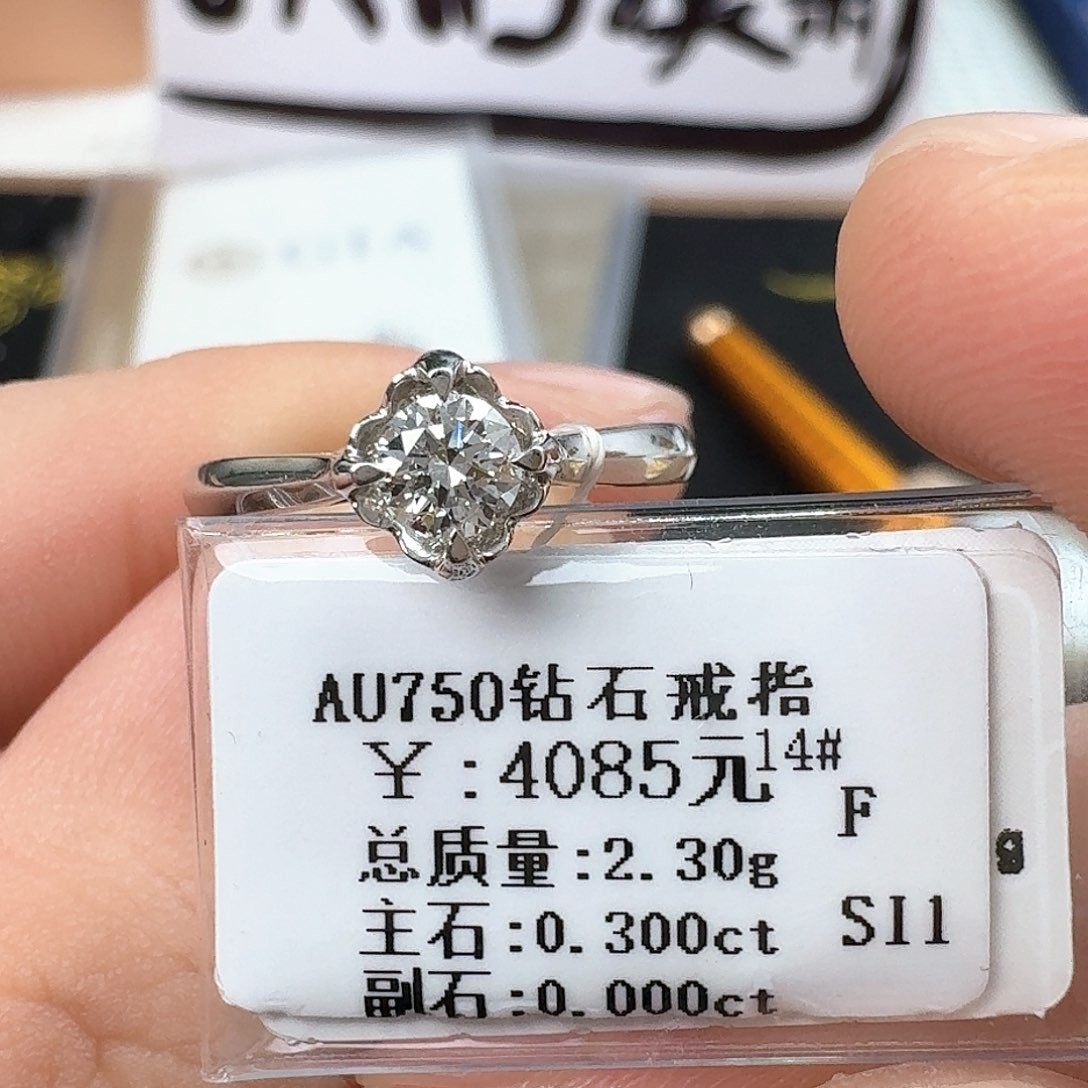 AU750钻石戒指
￥:4085元14#
F
总质量:2.30g
主石:0.300ct SI1
副石:0.000ct
g